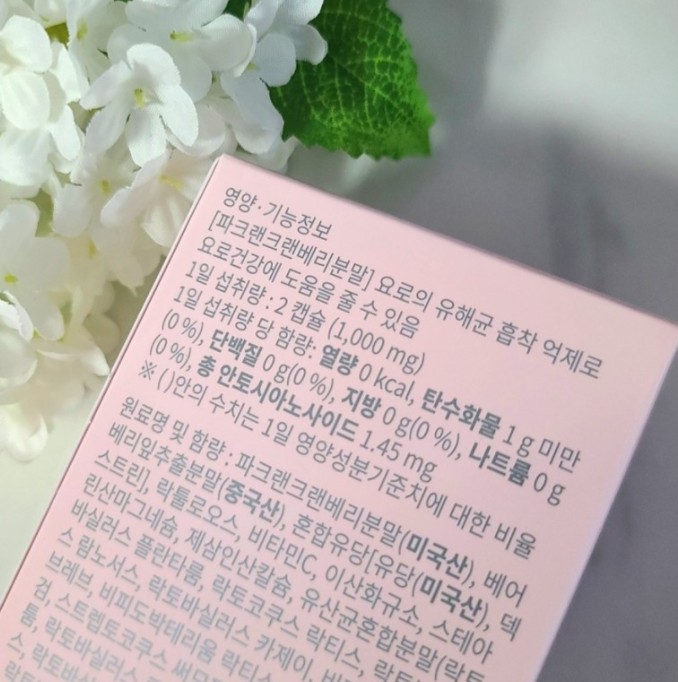 영양·기능정보
[파크랜크랜베리분말] 요로의 유해균 흡착 억제로
요로건강에 도움을 줄 수 있음
1일 섭취량 : 2 캡슐 (1,000 mg)
1일 섭취량 당 함량: 열량 0 kcal, 탄수화물 1 g 미만
(0 %), 단백질 0 g(0 %), 지방 0 g(0 %), 나트륨 0 g
(0 %), 총 안토시아노사이드 1.45 mg
※ ( )안의 수치는 1일 영양성분기준치에 대한 비율
원료명 및 함량 : 파크랜크랜베리분말(미국산), 베어
베리잎추출분말(중국산), 혼합유당[유당(미국산), 덱
스트린], 락튤로오스, 비타민C, 이산화규소, 스테아
린산마그네슘, 제삼인산칼슘, 유산균혼합분말(락토
바실러스 플란타룸, 락토코쿠스 락티스, 락토
스 람노서스, 락토바실러스 카제이,
브레브, 비피도박테리움 락티스
검, 스트렙토코쿠스 써모
룸, 락토바실러스
스, 락토바